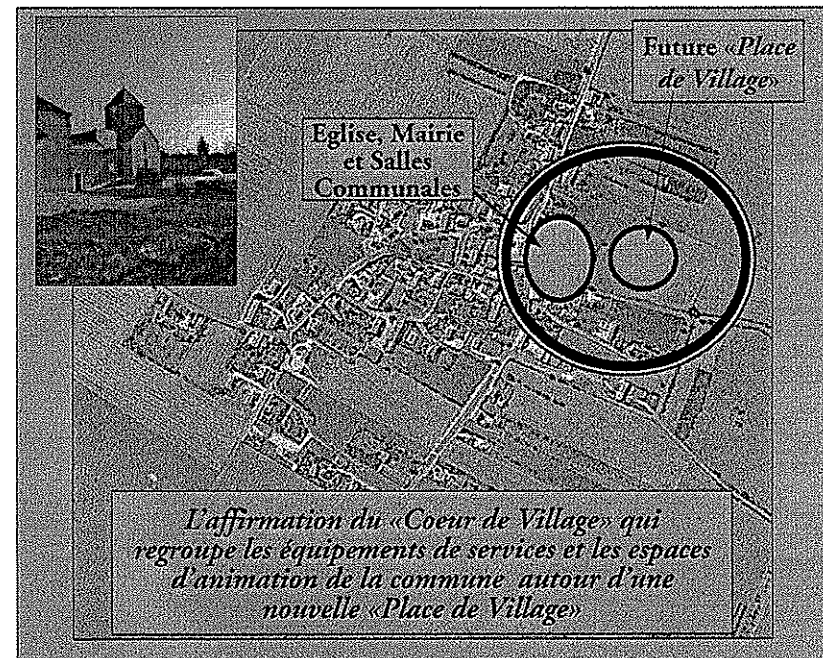 Future «Place
de Village»
Eglise, Mairie
et Salles
Communales
L'affirmation du «Coeur de Village» qui
regroupe les équipements de services et les espaces
d'animation de la commune autour d'une
nouvelle «Place de Village»